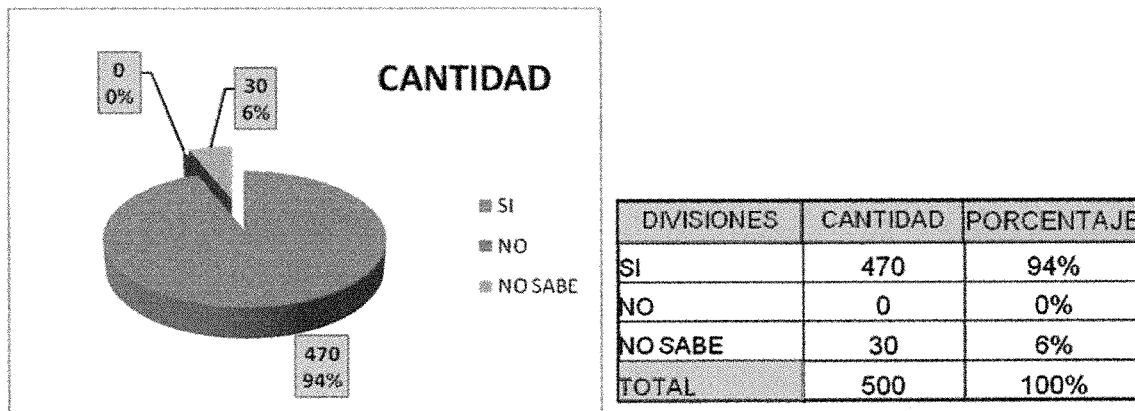 CANTIDAD
0
0%
30
6%
470
94%
SI
NO
NO SABE
DIVISIONES CANTIDAD PORCENTAJE
SI 470 94%
NO 0 0%
NO SABE 30 6%
TOTAL 500 100%